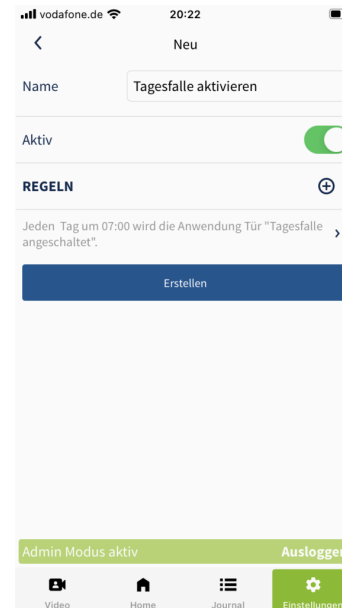 vodafone.de 20:22
Neu
Name Tagesfalle aktivieren
Aktiv
REGELN
Jeden Tag um 07:00 wird die Anwendung Tür "Tagesfalle
angeschaltet".
Erstellen
Admin Modus aktiv Auslogger
Video Home Journal Einstellungen